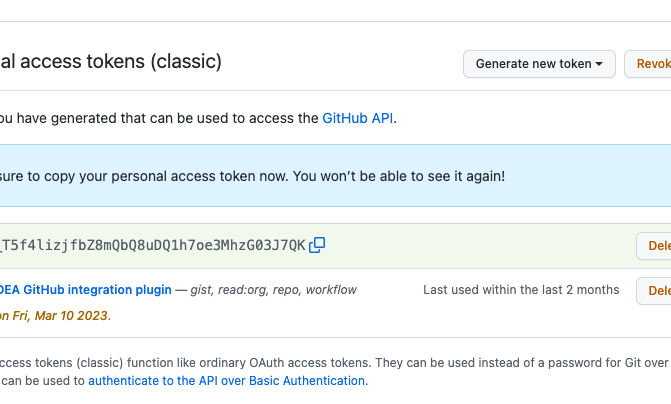 al access tokens (classic)
Generate new token
Revok
ou have generated that can be used to access the GitHub API.
sure to copy your personal access token now. You won't be able to see it again!
_T5f4lizjfbZ8mQbQ8uDQ1h7oe3MhzG03J7QK
Dele
DEA GitHub integration plugin — gist, read:org, repo, workflow
Last used within the last 2 months
Dele
on Fri, Mar 10 2023.
ccess tokens (classic) function like ordinary OAuth access tokens. They can be used instead of a password for Git over
can be used to authenticate to the API over Basic Authentication.